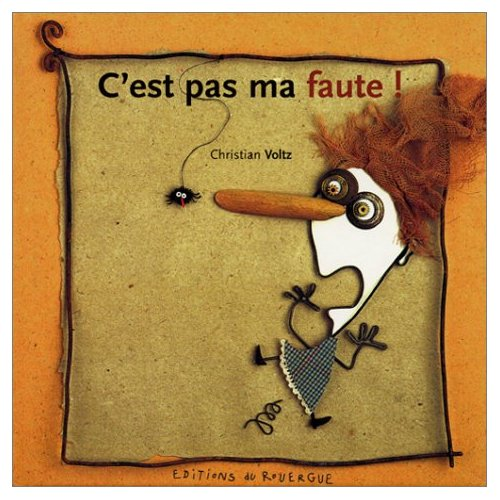 C'est pas ma faute !
Christian Voltz
EDITIONS du ROUERGUE